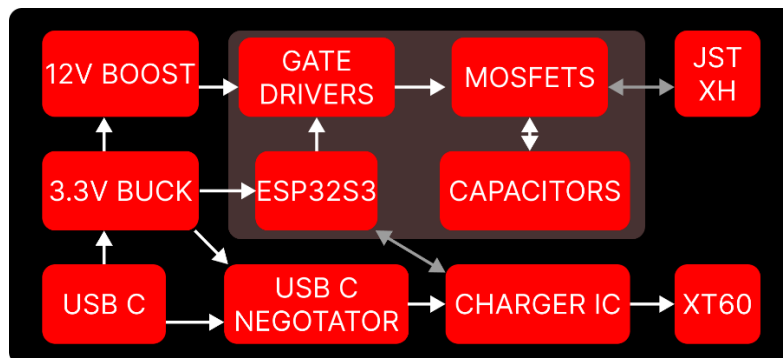 12V BOOST
GATE
DRIVERS
MOSFETS
JST
XH
3.3V BUCK
ESP32S3
CAPACITORS
USB C
USB C
NEGOTATOR
CHARGER IC
XT60